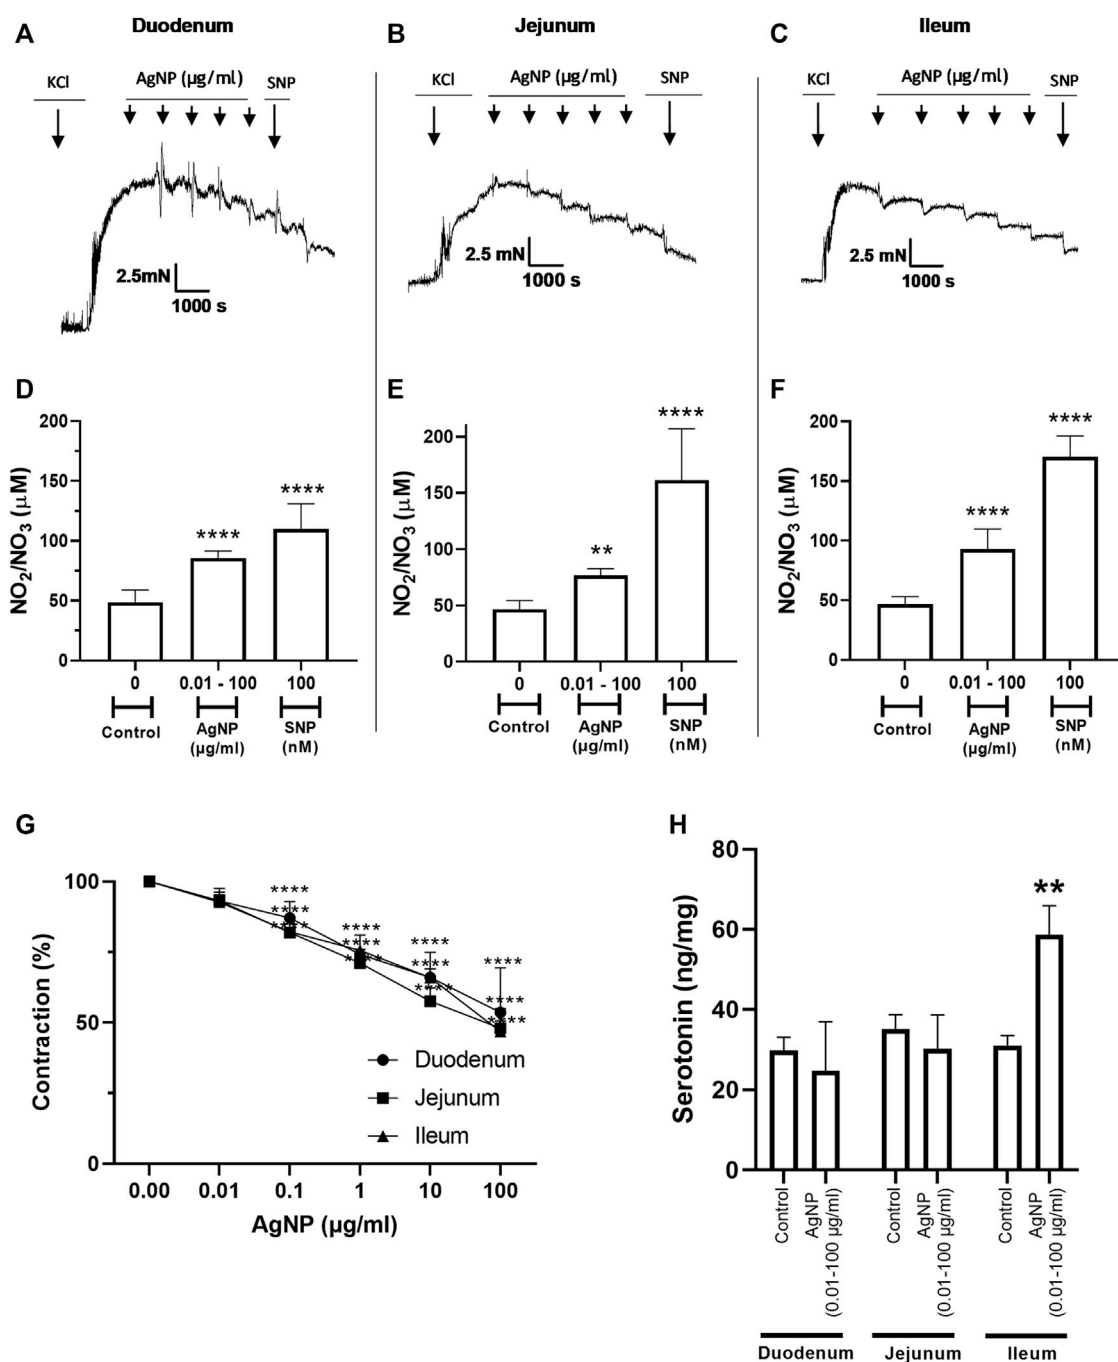 A
Duodenum
KCl
AgNP (µg/ml)
SNP
2.5mN
1000 s
B
Jejunum
KCl
AgNP (µg/ml)
SNP
2.5 mN
1000 s
C
Ileum
KCl
AgNP (µg/ml)
SNP
2.5 mN
1000 s
D
NO2/NO3 (µM)
200
150
100
50
0
****
****
0
0.01 - 100
100
Control
AgNP
(µg/ml)
SNP
(nM)
E
NO2/NO3 (µM)
200
150
100
50
0
**
****
0
0.01 - 100
100
Control
AgNP
(µg/ml)
SNP
(nM)
F
NO2/NO3 (µM)
200
150
100
50
0
****
****
0
0.01 - 100
100
Control
AgNP
(µg/ml)
SNP
(nM)
G
Contraction (%)
100
50
0
****
****
****
****
****
****
****
****
****
****
****
****
Duodenum
Jejunum
Ileum
0.00
0.01
0.1
1
10
100
AgNP (µg/ml)
H
Serotonin (ng/mg)
80
60
40
20
0
**
Control
AgNP
(0.01-100 µg/ml)
Control
AgNP
(0.01-100 µg/ml)
Control
AgNP
(0.01-100 µg/ml)
Duodenum
Jejunum
Ileum